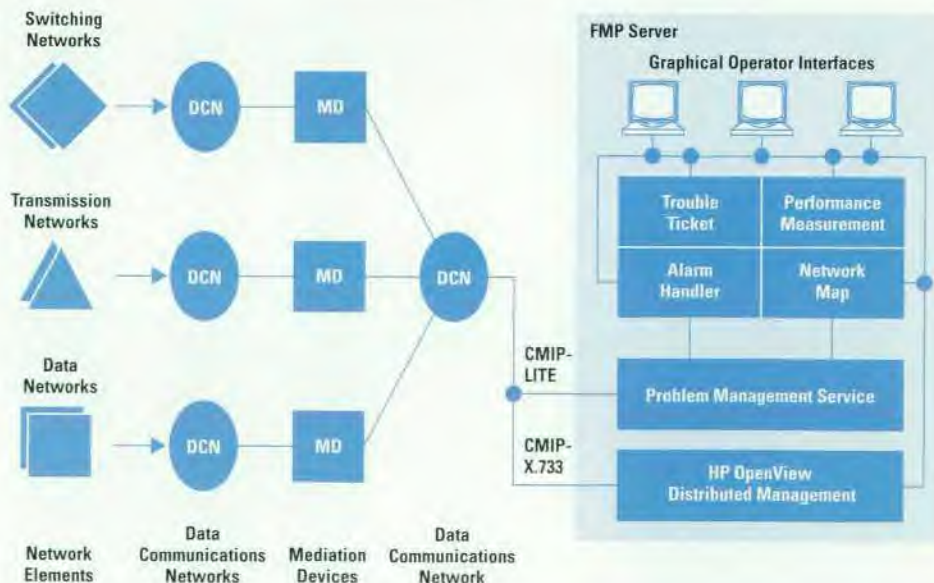 Switching
Networks
DCN
MD
Transmission
Networks
DCN
MD
DCN
Data
Networks
DCN
MD
CMIP-
LITE
CMIP-
X.733
Network
Elements
Data
Communications
Networks
Mediation
Devices
Data
Communications
Network
FMP Server
Graphical Operator Interfaces
Trouble
Ticket
Performance
Measurement
Alarm
Handler
Network
Map
Problem Management Service
HP OpenView
Distributed Management